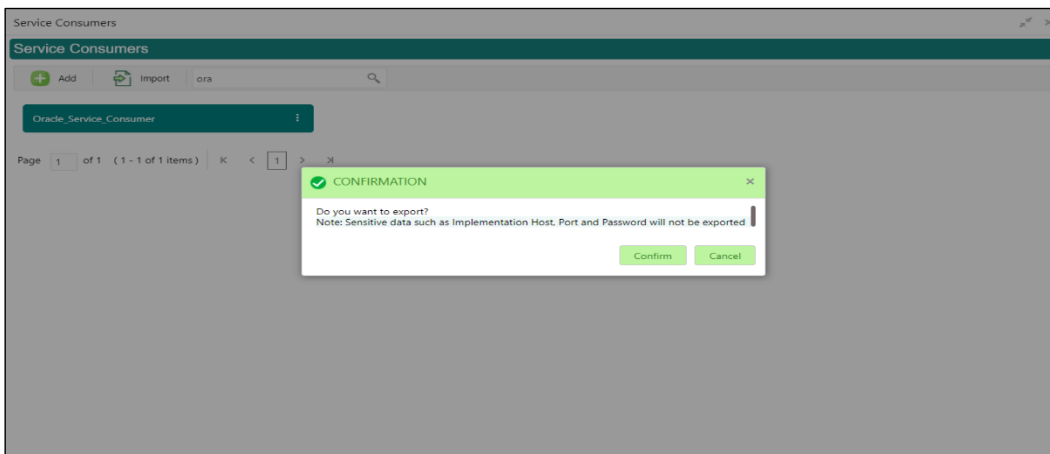 Service Consumers
Service Consumers
Add Import ora
Oracle_Service_Consumer
Page 1 of 1 (1 - 1 of 1 items) K < 1 > X
CONFIRMATION ×
Do you want to export?
Note: Sensitive data such as Implementation Host, Port and Password will not be exported
Confirm Cancel